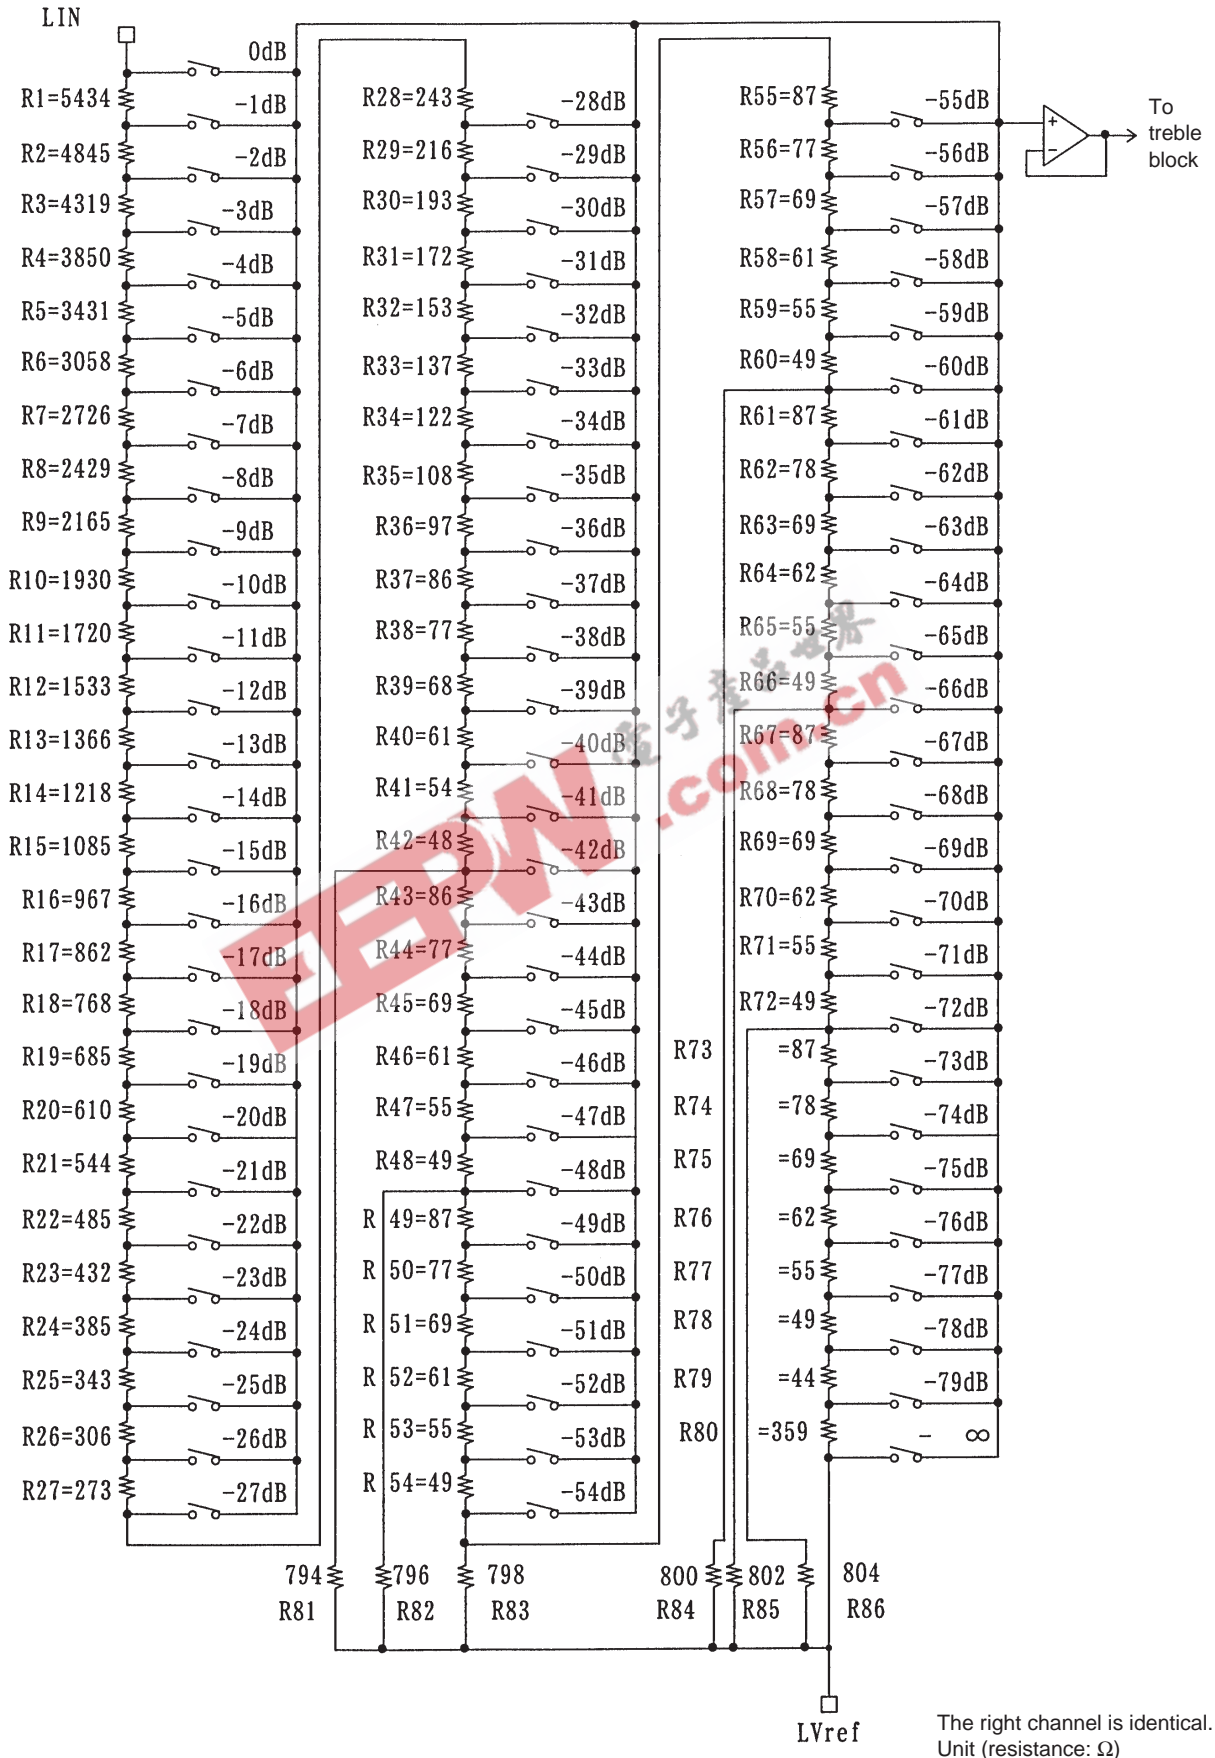 LIN
0dB
R1=5434
-1dB
R2=4845
-2dB
R3=4319
-3dB
R4=3850
-4dB
R5=3431
-5dB
R6=3058
-6dB
R7=2726
-7dB
R8=2429
-8dB
R9=2165
-9dB
R10=1930
-10dB
R11=1720
-11dB
R12=1533
-12dB
R13=1366
-13dB
R14=1218
-14dB
R15=1085
-15dB
R16=967
-16dB
R17=862
-17dB
R18=768
-18dB
R19=685
-19dB
R20=610
-20dB
R21=544
-21dB
R22=485
-22dB
R23=432
-23dB
R24=385
-24dB
R25=343
-25dB
R26=306
-26dB
R27=273
-27dB
R28=243
-28dB
R29=216
-29dB
R30=193
-30dB
R31=172
-31dB
R32=153
-32dB
R33=137
-33dB
R34=122
-34dB
R35=108
-35dB
R36=97
-36dB
R37=86
-37dB
R38=77
-38dB
R39=68
-39dB
R40=61
-40dB
R41=54
-41dB
R42=48
-42dB
R43=86
-43dB
R44=77
-44dB
R45=69
-45dB
R46=61
-46dB
R47=55
-47dB
R48=49
-48dB
R 49=87
-49dB
R 50=77
-50dB
R 51=69
-51dB
R 52=61
-52dB
R 53=55
-53dB
R 54=49
-54dB
R55=87
-55dB
R56=77
-56dB
R57=69
-57dB
R58=61
-58dB
R59=55
-59dB
R60=49
-60dB
R61=87
-61dB
R62=78
-62dB
R63=69
-63dB
R64=62
-64dB
R65=55
-65dB
R66=49
-66dB
R67=87
-67dB
R68=78
-68dB
R69=69
-69dB
R70=62
-70dB
R71=55
-71dB
R72=49
-72dB
R73 =87
-73dB
R74 =78
-74dB
R75 =69
-75dB
R76 =62
-76dB
R77 =55
-77dB
R78 =49
-78dB
R79 =44
-79dB
R80 =359
- ∞
+
-
To
treble
block
794 796 798 800 802 804
R81 R82 R83 R84 R85 R86
LVref
The right channel is identical.
Unit (resistance: Ω)
EEPW .com.cn
電子產品世界